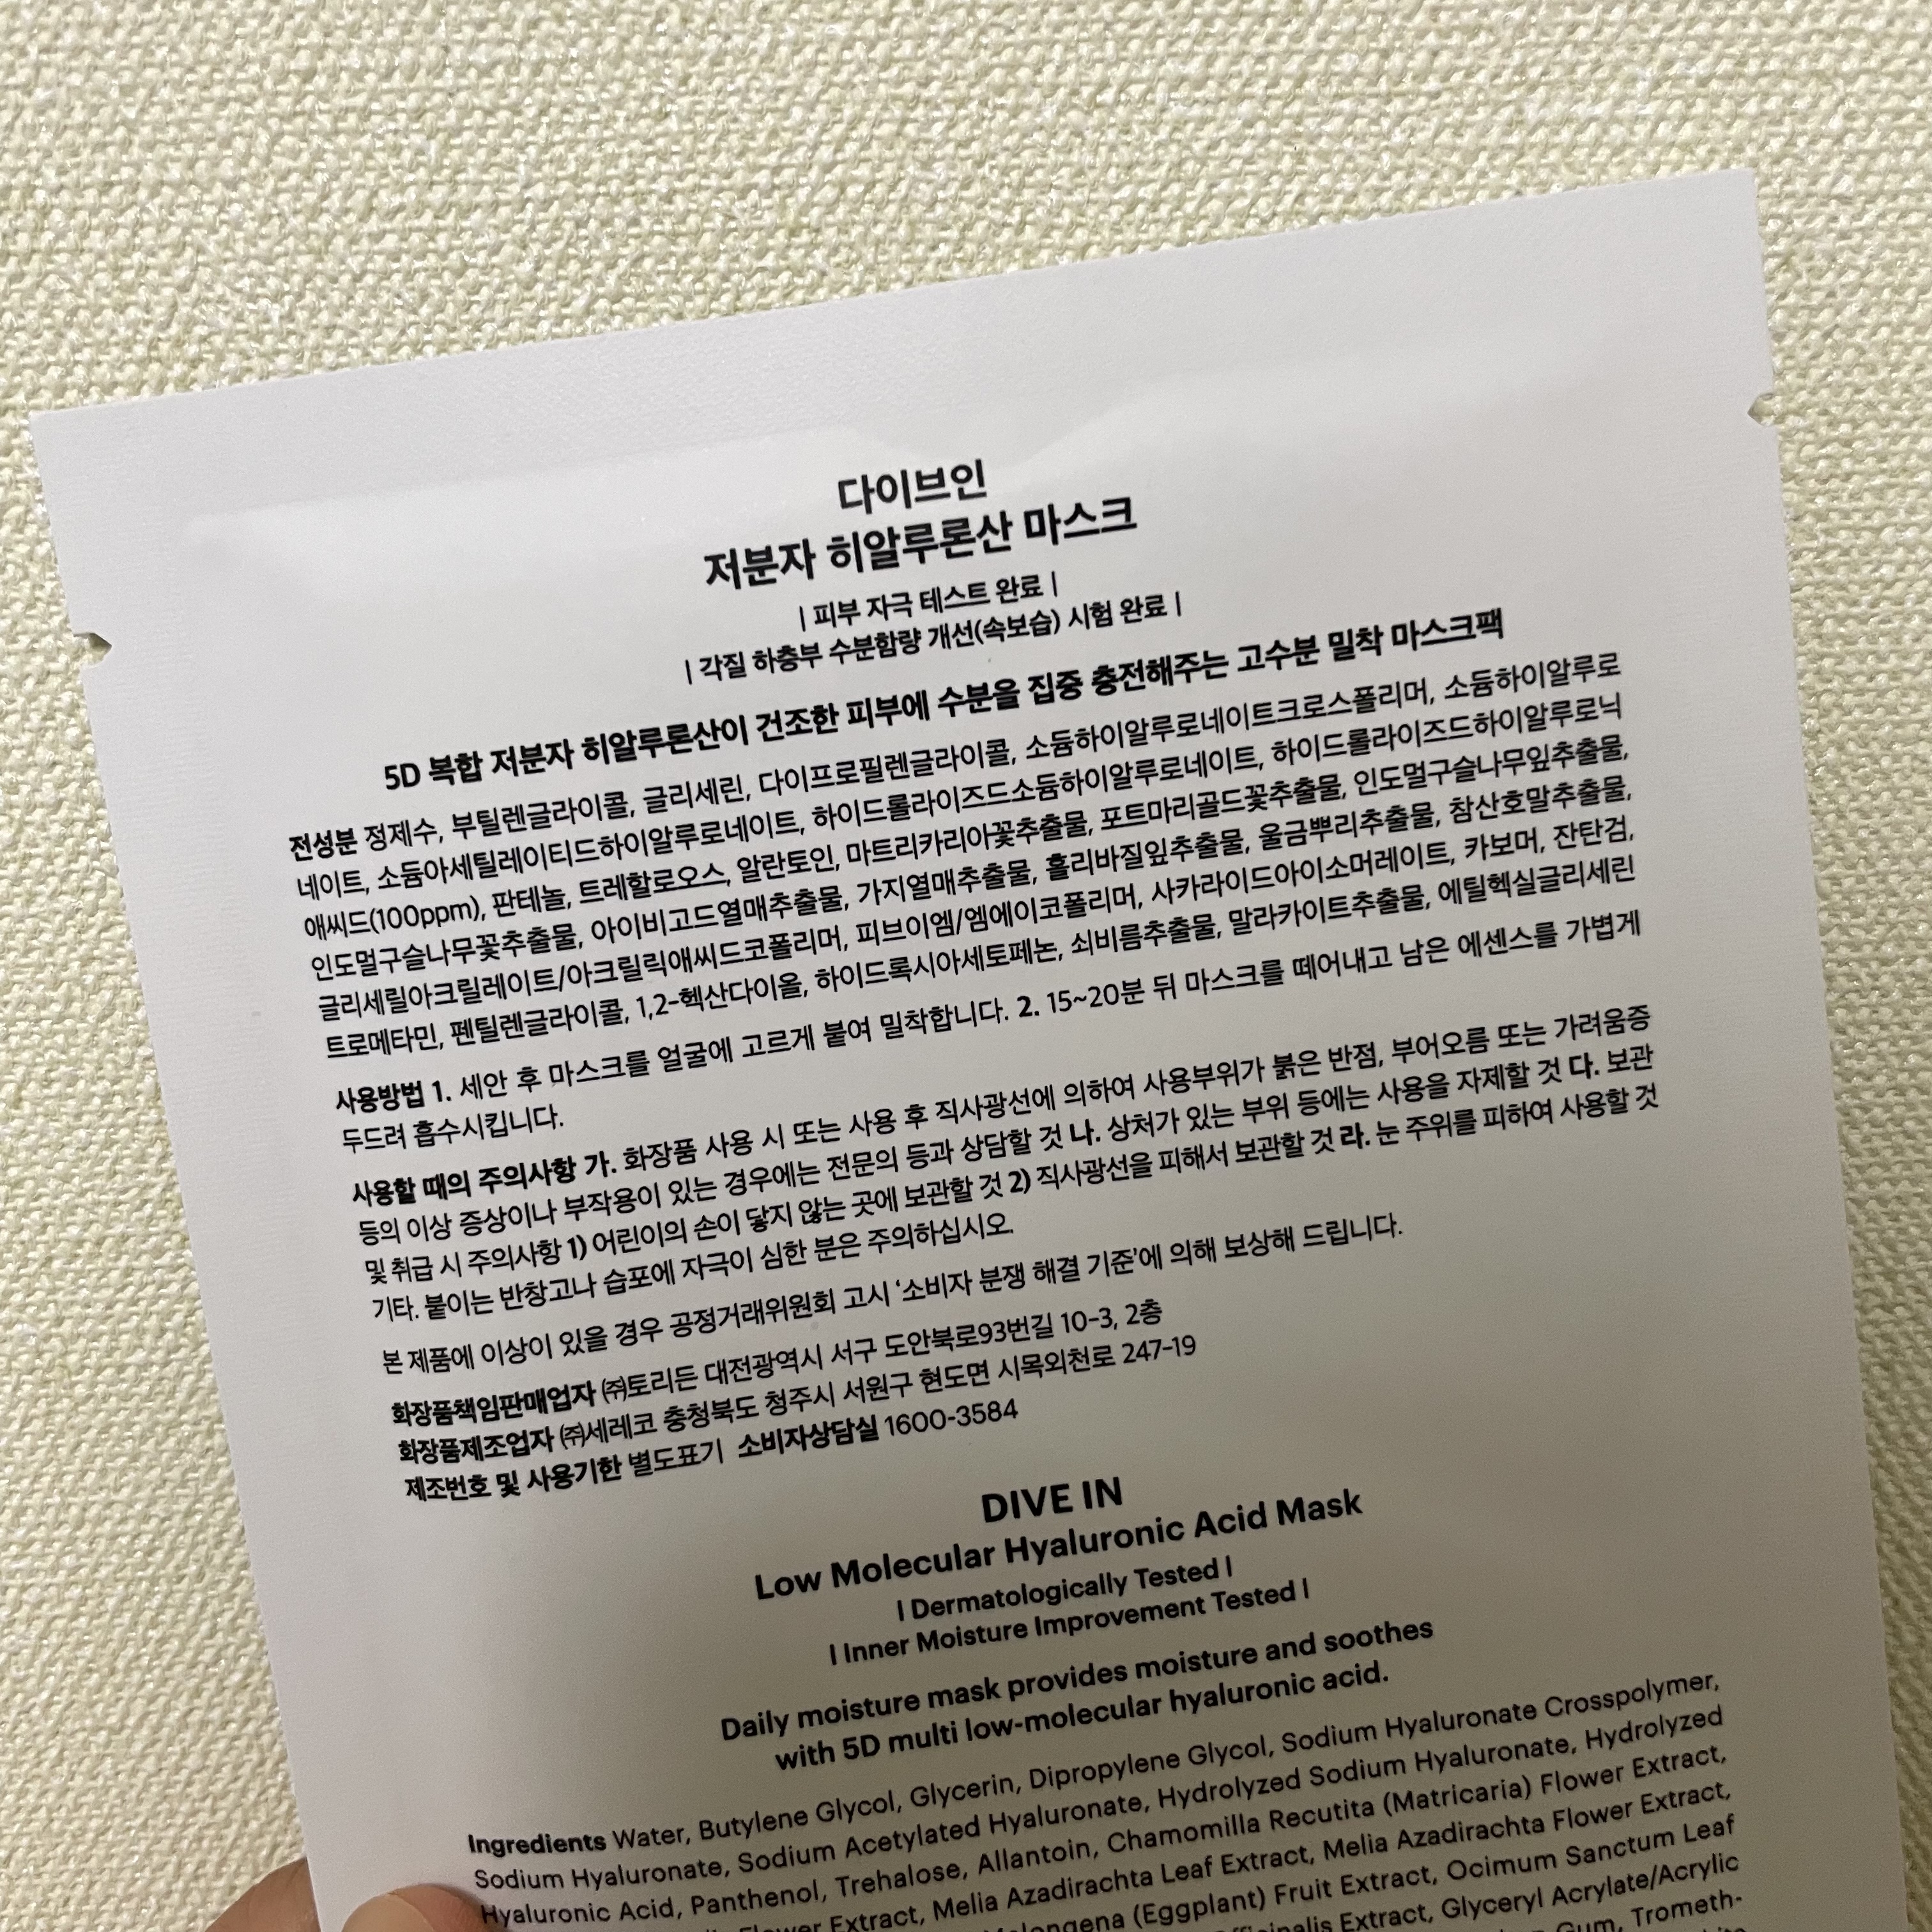 다이브인
저분자 히알루론산 마스크
| 피부 자극 테스트 완료 |
| 각질 하층부 수분함량 개선(속보습) 시험 완료 |
5D 복합 저분자 히알루론산이 건조한 피부에 수분을 집중 충전해주는 고수분 밀착 마스크팩
전성분 정제수, 부틸렌글라이콜, 글리세린, 다이프로필렌글라이콜, 소듐하이알루로네이트크로스폴리머, 소듐하이알루로
네이트, 소듐아세틸레이티드하이알루로네이트, 하이드롤라이즈드소듐하이알루로네이트, 하이드롤라이즈드하이알루로닉
애씨드(100ppm), 판테놀, 트레할로오스, 알란토인, 마트리카리아꽃추출물, 포트마리골드꽃추출물, 인도멀구슬나무잎추출물,
인도멀구슬나무꽃추출물, 아이비고드열매추출물, 가지열매추출물, 홀리바질잎추출물, 울금뿌리추출물, 참산호말추출물,
글리세릴아크릴레이트/아크릴릭애씨드코폴리머, 피브이엠/엠에이코폴리머, 사카라이드아이소머레이트, 카보머, 잔탄검,
트로메타민, 펜틸렌글라이콜, 1,2-헥산다이올, 하이드록시아세토페논, 쇠비름추출물, 말라카이트추출물, 에틸헥실글리세린
사용방법 1. 세안 후 마스크를 얼굴에 고르게 붙여 밀착합니다. 2. 15~20분 뒤 마스크를 떼어내고 남은 에센스를 가볍게
두드려 흡수시킵니다.
사용할 때의 주의사항 가. 화장품 사용 시 또는 사용 후 직사광선에 의하여 사용부위가 붉은 반점, 부어오름 또는 가려움증
등의 이상 증상이나 부작용이 있는 경우에는 전문의 등과 상담할 것 나. 상처가 있는 부위 등에는 사용을 자제할 것 다. 보관
및 취급 시 주의사항 1) 어린이의 손이 닿지 않는 곳에 보관할 것 2) 직사광선을 피해서 보관할 것 라. 눈 주위를 피하여 사용할 것
기타. 붙이는 반창고나 습포에 자극이 심한 분은 주의하십시오.
본 제품에 이상이 있을 경우 공정거래위원회 고시 '소비자 분쟁 해결 기준'에 의해 보상해 드립니다.
화장품책임판매업자 ㈜토리든 대전광역시 서구 도안북로93번길 10-3, 2층
화장품제조업자 ㈜세레코 충청북도 청주시 서원구 현도면 시목외천로 247-19
제조번호 및 사용기한 별도표기 소비자상담실 1600-3584
DIVE IN
Low Molecular Hyaluronic Acid Mask
| Dermatologically Tested |
| Inner Moisture Improvement Tested |
Daily moisture mask provides moisture and soothes
with 5D multi low-molecular hyaluronic acid.
Ingredients Water, Butylene Glycol, Glycerin, Dipropylene Glycol, Sodium Hyaluronate Crosspolymer,
Sodium Hyaluronate, Sodium Acetylated Hyaluronate, Hydrolyzed Sodium Hyaluronate, Hydrolyzed
Hyaluronic Acid, Panthenol, Trehalose, Allantoin, Chamomilla Recutita (Matricaria) Flower Extract,
Flower Extract, Melia Azadirachta Leaf Extract, Melia Azadirachta Flower Extract,
(Eggplant) Fruit Extract, Ocimum Sanctum Leaf
Extract, Glyceryl Acrylate/Acrylic
Gum, Trometh-